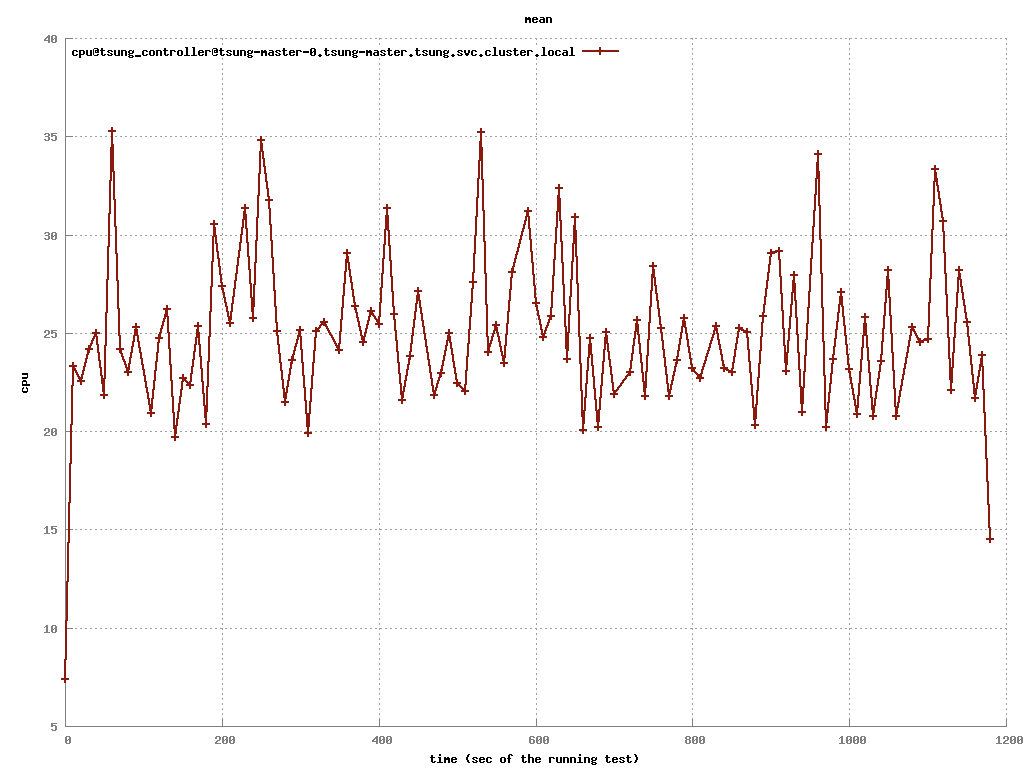 mean
cpu@tsung_controller@tsung-master-0.tsung-master.tsung.svc.cluster.local
40
35
30
25
20
15
10
5
cpu
0 200 400 600 800 1000 1200
time (sec of the running test)